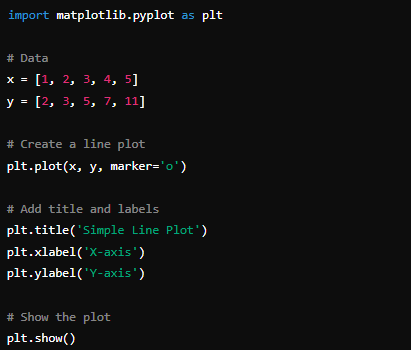 import matplotlib.pyplot as plt

# Data
x = [1, 2, 3, 4, 5]
y = [2, 3, 5, 7, 11]

# Create a line plot
plt.plot(x, y, marker='o')

# Add title and labels
plt.title('Simple Line Plot')
plt.xlabel('X-axis')
plt.ylabel('Y-axis')

# Show the plot
plt.show()